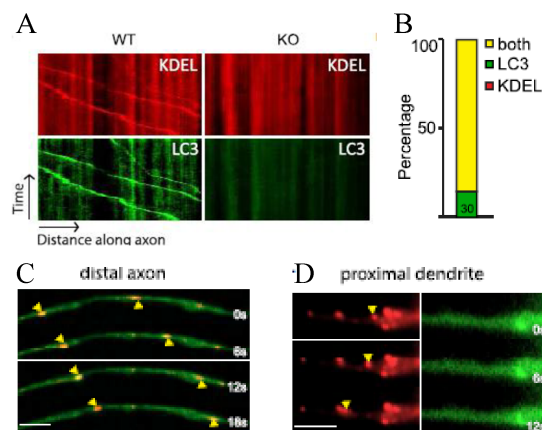 A
WT
KO
KDEL
KDEL
LC3
LC3
Time
Distance along axon
B
100
50
Percentage
30
both
LC3
KDEL
C
distal axon
0s
6s
12s
18s
D
proximal dendrite
0s
6s
12s